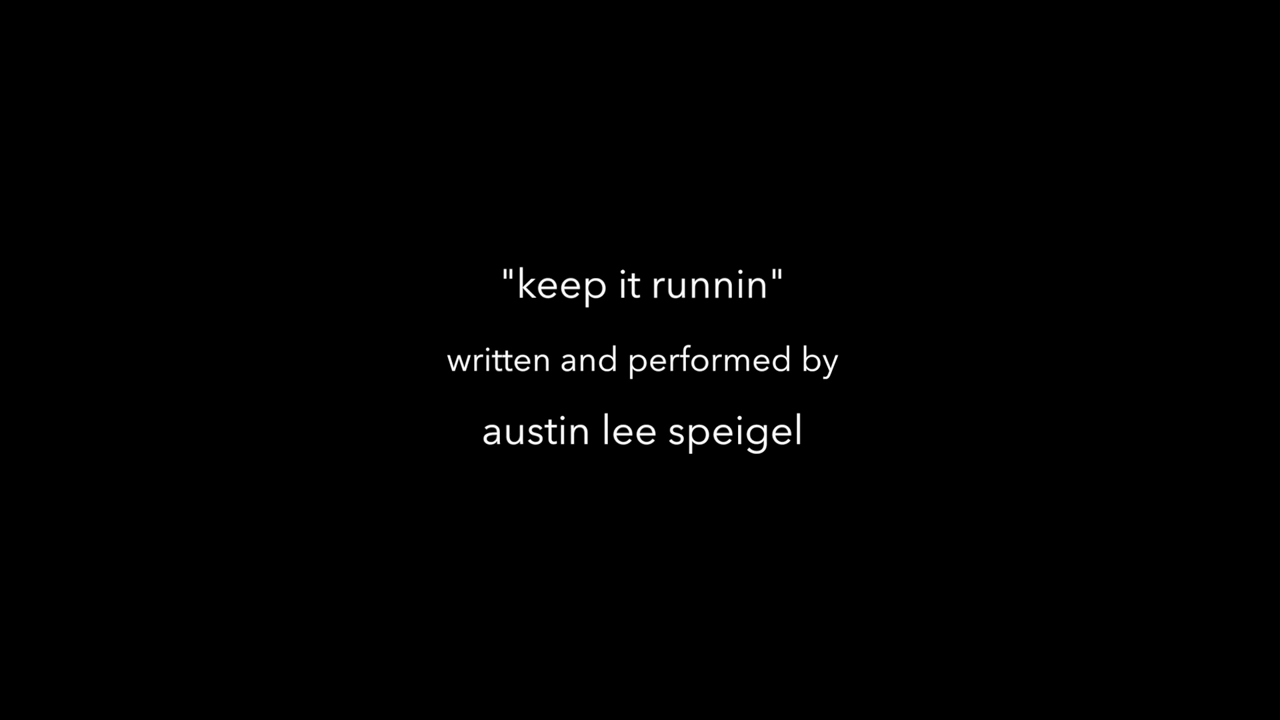 "keep it runnin"
written and performed by
austin lee speigel